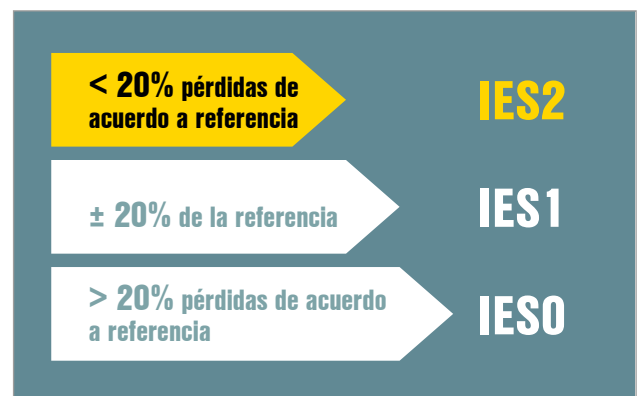 < 20% pérdidas de
acuerdo a referencia
IES2
± 20% de la referencia
IES1
> 20% pérdidas de acuerdo
a referencia
IES0